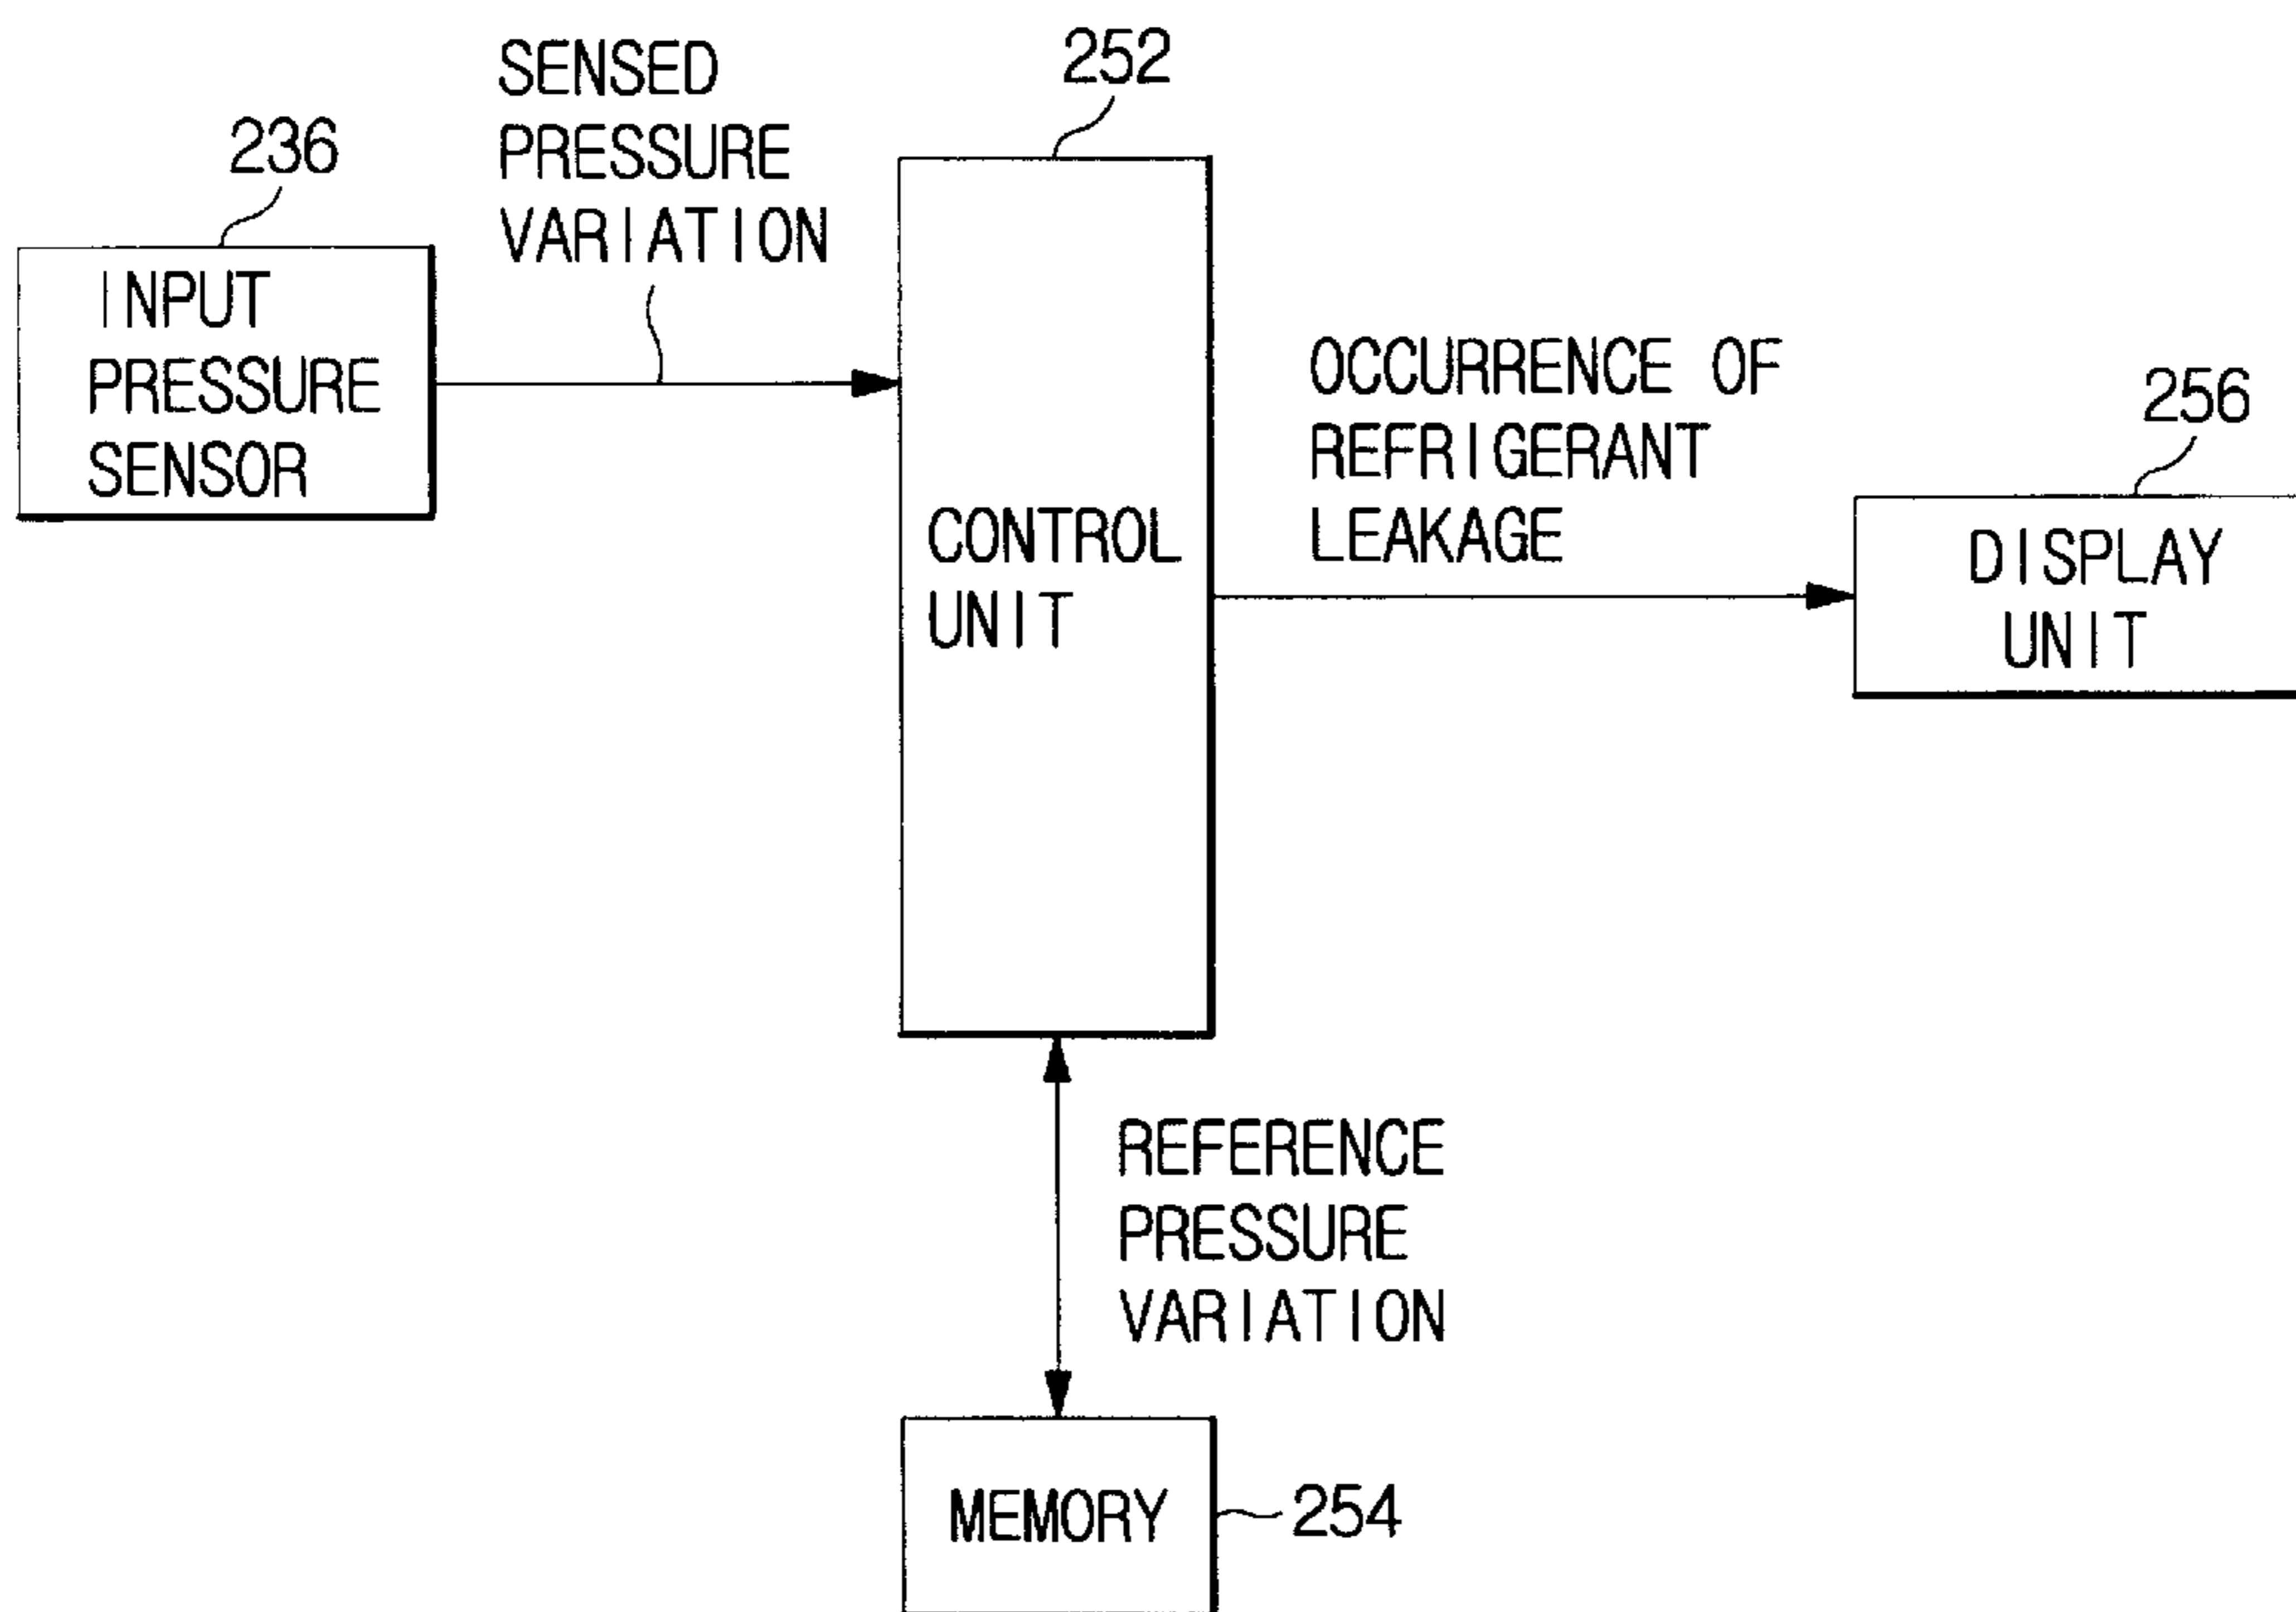 236
INPUT
PRESSURE
SENSOR
SENSED
PRESSURE
VARIATION
252
CONTROL
UNIT
OCCURRENCE OF
REFRIGERANT
LEAKAGE
256
DISPLAY
UNIT
REFERENCE
PRESSURE
VARIATION
MEMORY
254